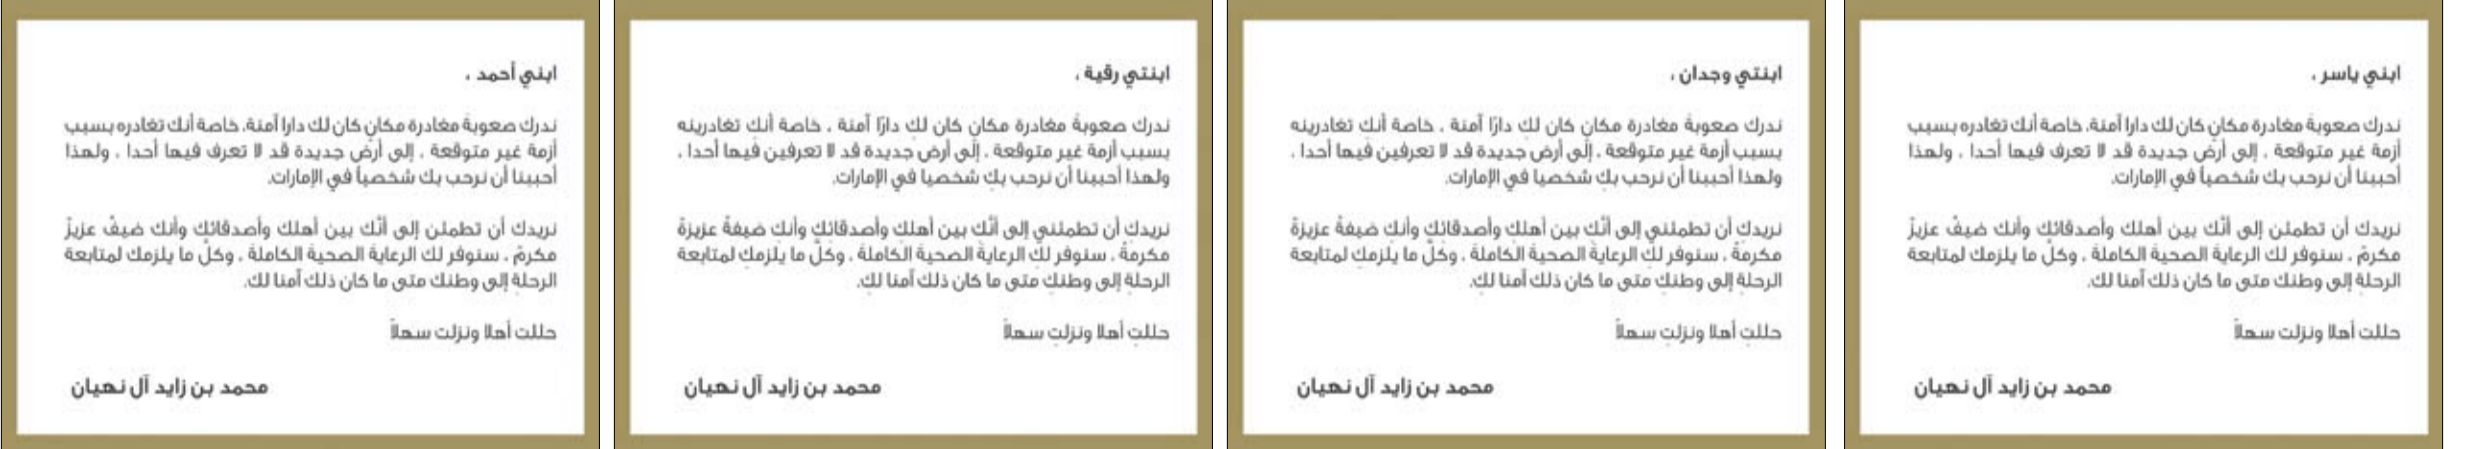 ابني أحمد ،
ندرك صعوبة مغادرة مكانٍ كان لك دارا آمنة، خاصة أنك تغادره بسبب
أزمة غير متوقعة ، إلى أرض جديدة قد لا تعرف فيها أحدا ، ولهذا
أحببنا أن نرحب بك شخصياً في الإمارات.
نريدك أن تطمئن إلى أنّك بين أهلك وأصدقائك وأنك ضيفٌ عزيزٌ
مكرمٌ ، سنوفر لك الرعاية الصحية الكاملة ، وكلّ ما يلزمك لمتابعة
الرحلة إلى وطنك متى ما كان ذلك آمنا لك.
حللت أهلا ونزلت سهلاً
محمد بن زايد آل نهيان
ابنتي رقية ،
ندرك صعوبةَ مغادرة مكانٍ كان لكِ دارًا آمنة ، خاصة أنكِ تغادرينه
بسبب أزمة غير متوقعة ، إلى أرض جديدة قد لا تعرفين فيها أحدا ،
ولهذا أحببنا أن نرحب بكِ شخصيا في الإمارات.
نريدكِ أن تطمئني إلى أنّكِ بين أهلكِ وأصدقائكِ وأنكِ ضيفةٌ عزيزةٌ
مكرمةٌ ، سنوفر لكِ الرعايةَ الصحية الكاملة ، وكلَّ ما يلزمكِ لمتابعة
الرحلة إلى وطنكِ متى ما كان ذلك آمنا لكِ.
حللتِ أهلا ونزلتِ سهلاً
محمد بن زايد آل نهيان
ابنتي وجدان ،
ندرك صعوبةَ مغادرة مكانٍ كان لكِ دارًا آمنة ، خاصة أنكِ تغادرينه
بسبب أزمة غير متوقعة ، إلى أرض جديدة قد لا تعرفين فيها أحدا ،
ولهذا أحببنا أن نرحب بكِ شخصيا في الإمارات.
نريدكِ أن تطمئني إلى أنّكِ بين أهلكِ وأصدقائكِ وأنكِ ضيفةٌ عزيزةٌ
مكرمةٌ ، سنوفر لكِ الرعايةَ الصحية الكاملة ، وكلَّ ما يلزمكِ لمتابعة
الرحلة إلى وطنكِ متى ما كان ذلك آمنا لكِ.
حللتِ أهلا ونزلتِ سهلاً
محمد بن زايد آل نهيان
ابني ياسر ،
ندرك صعوبة مغادرة مكانٍ كان لك دارا آمنة، خاصة أنك تغادره بسبب
أزمة غير متوقعة ، إلى أرض جديدة قد لا تعرف فيها أحدا ، ولهذا
أحببنا أن نرحب بك شخصياً في الإمارات.
نريدك أن تطمئن إلى أنّك بين أهلك وأصدقائك وأنك ضيفٌ عزيزٌ
مكرمٌ ، سنوفر لك الرعاية الصحية الكاملة ، وكلّ ما يلزمك لمتابعة
الرحلة إلى وطنك متى ما كان ذلك آمنا لك.
حللت أهلا ونزلت سهلاً
محمد بن زايد آل نهيان